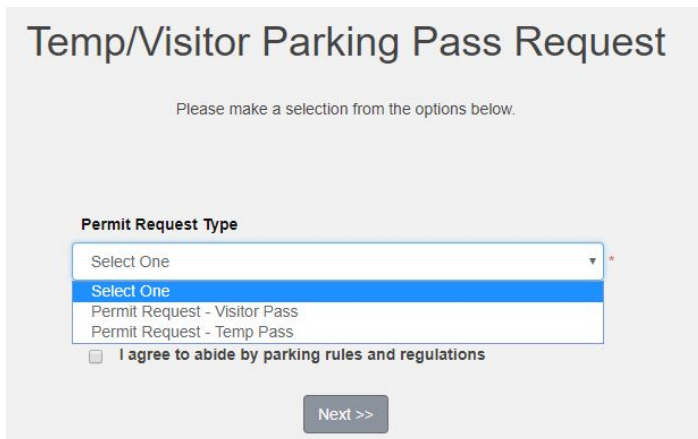 Temp/Visitor Parking Pass Request
Please make a selection from the options below.
Permit Request Type
Select One
*
Select One
Permit Request - Visitor Pass
Permit Request - Temp Pass
I agree to abide by parking rules and regulations
Next >>